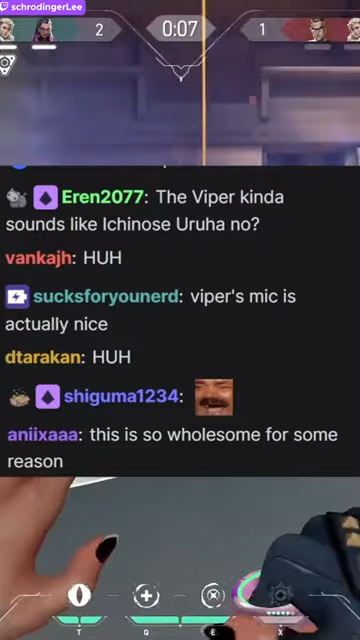 schrodingerLee
2 0:07 1
Eren2077: The Viper kinda
sounds like Ichinose Uruha no?
vankajh: HUH
sucksforyounerd: viper's mic is
actually nice
dtarakan: HUH
shiguma1234:
aniixaaa: this is so wholesome for some
reason
T Q E X